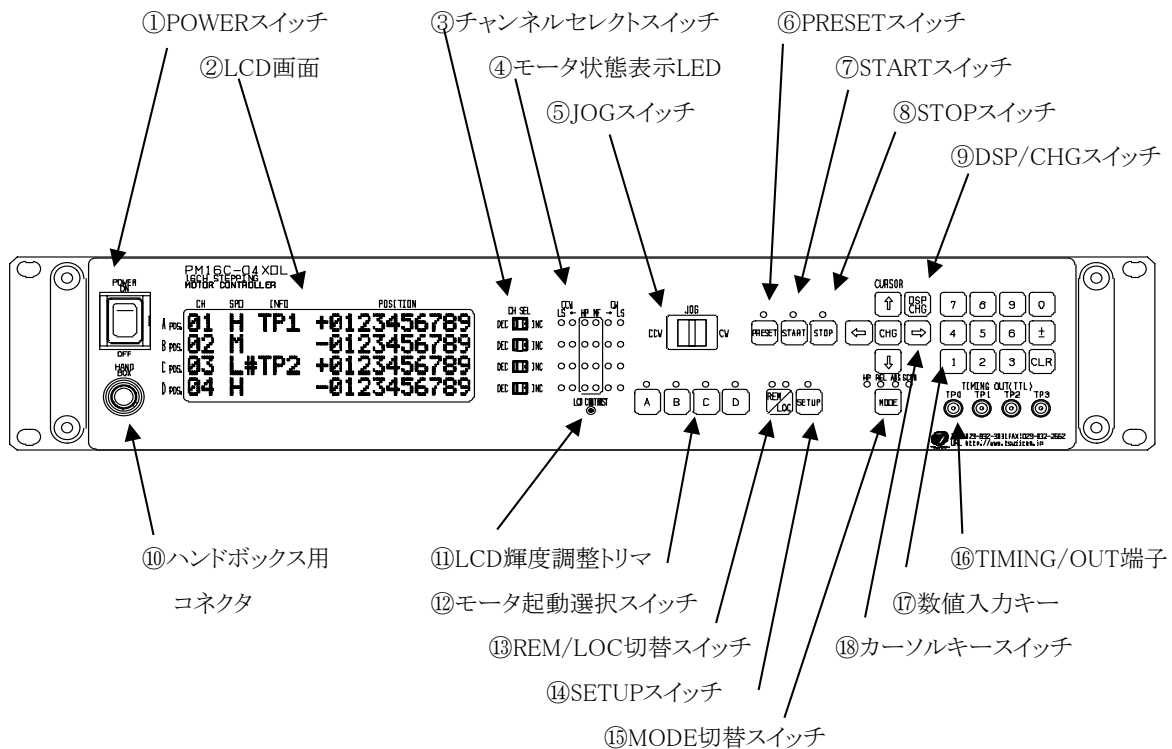 ①POWERスイッチ
③チャンネルセレクトスイッチ
⑥PRESETスイッチ
②LCD画面
④モータ状態表示LED
⑦STARTスイッチ
⑤JOGスイッチ
⑧STOPスイッチ
⑨DSP/CHGスイッチ
POWER
ON
OFF
HAND
BOX
PM16C-04XDL
16CH STEPPING
MOTOR CONTROLLER
CH SPD INFO POSITION
A POS. 01 H TP1 +0123456789
B POS. 02 M -0123456789
C POS. 03 L#TP2 +0123456789
D POS. 04 H -0123456789
CH SEL
DEC INC
DEC INC
DEC INC
DEC INC
CCW CW
LS ← HP NF → LS
LCD CONTRAST
JOG
CCW CW
PRESET START STOP
A B C D
REM
LOC
SETUP
CURSOR
⇧ DSP
CHG
⇦ CHG ⇨
⇩
HP REL ABS SCAN
MODE
7 8 9 0
4 5 6 ±
1 2 3 CLR
TIMING OUT(TTL)
TP0 TP1 TP2 TP3
⑩ハンドボックス用
コネクタ
⑪LCD輝度調整トリマ
⑯TIMING/OUT端子
⑫モータ起動選択スイッチ
⑰数値入力キー
⑬REM/LOC切替スイッチ
⑱カーソルキースイッチ
⑭SETUPスイッチ
⑮MODE切替スイッチ